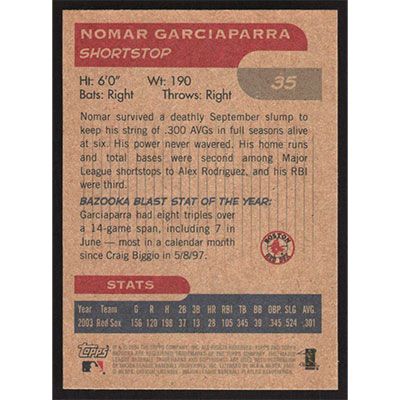 NOMAR GARCIAPARRA
SHORTSTOP
Ht: 6'0" Wt: 190
Bats: Right Throws: Right
35
Nomar survived a deathly September slump to
keep his string of .300 AVGs in full seasons alive
at six. His power never wavered. His home runs
and total bases were second among Major
League shortstops to Alex Rodriguez, and his RBI
were third.
BAZOOKA BLAST STAT OF THE YEAR:
Garciaparra had eight triples over
a 14-game span, including 7 in
June — most in a calendar month
since Craig Biggio in 5/8/97.
BOSTON
RED SOX
STATS
Year Team G R H 2B 3B HR RBI TB BB OBP SLG AVG
2003 Red Sox 156 120 198 37 13 28 105 345 39 .345 .524 .301
Topps